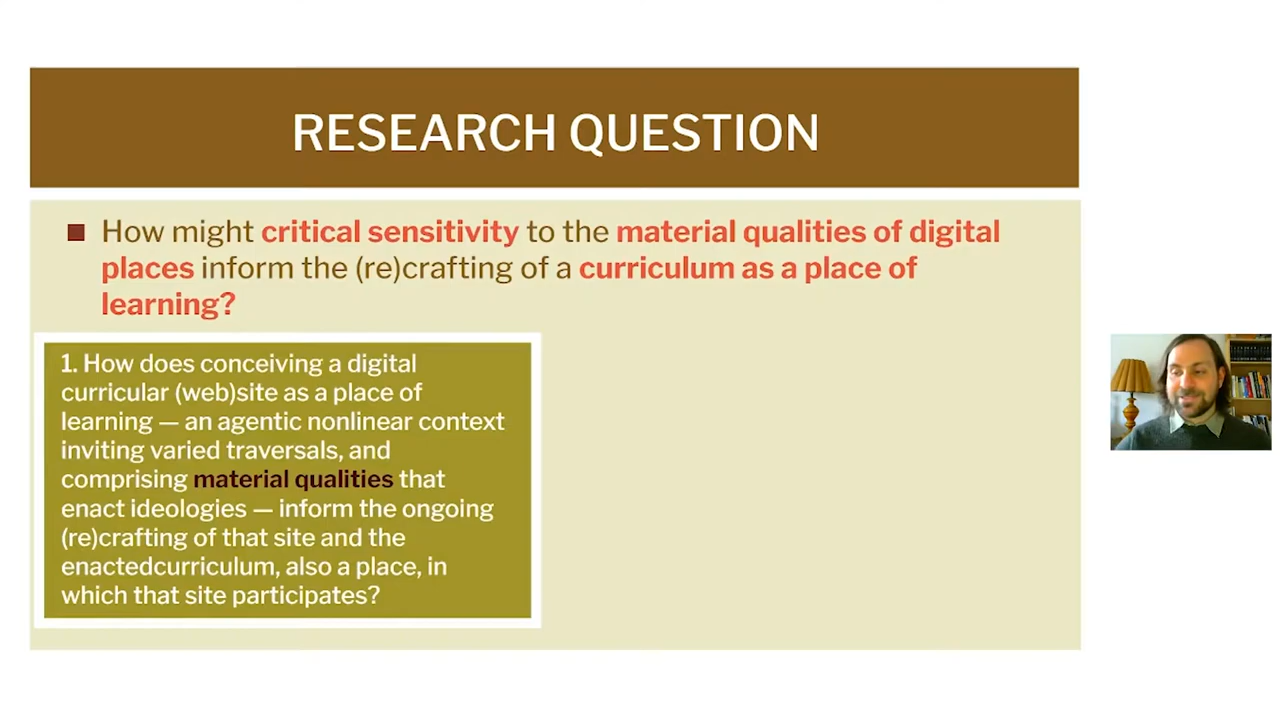 RESEARCH QUESTION
How might critical sensitivity to the material qualities of digital
places inform the (re)crafting of a curriculum as a place of
learning?
1. How does conceiving a digital
curricular (web)site as a place of
learning — an agentic nonlinear context
inviting varied traversals, and
comprising material qualities that
enact ideologies — inform the ongoing
(re)crafting of that site and the
enactedcurriculum, also a place, in
which that site participates?